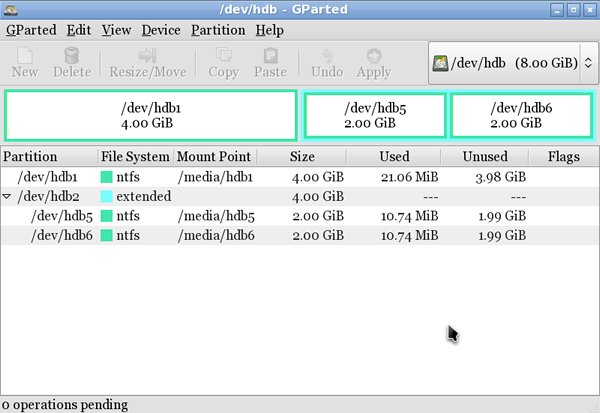 /dev/hdb - GParted
GParted Edit View Device Partition Help
New Delete Resize/Move Copy Paste Undo Apply /dev/hdb (8.00 GiB)
/dev/hdb1 /dev/hdb5 /dev/hdb6
4.00 GiB 2.00 GiB 2.00 GiB
Partition File System Mount Point Size Used Unused Flags
/dev/hdb1 ntfs /media/hdb1 4.00 GiB 21.06 MiB 3.98 GiB
/dev/hdb2 extended 4.00 GiB --- ---
/dev/hdb5 ntfs /media/hdb5 2.00 GiB 10.74 MiB 1.99 GiB
/dev/hdb6 ntfs /media/hdb6 2.00 GiB 10.74 MiB 1.99 GiB
0 operations pending